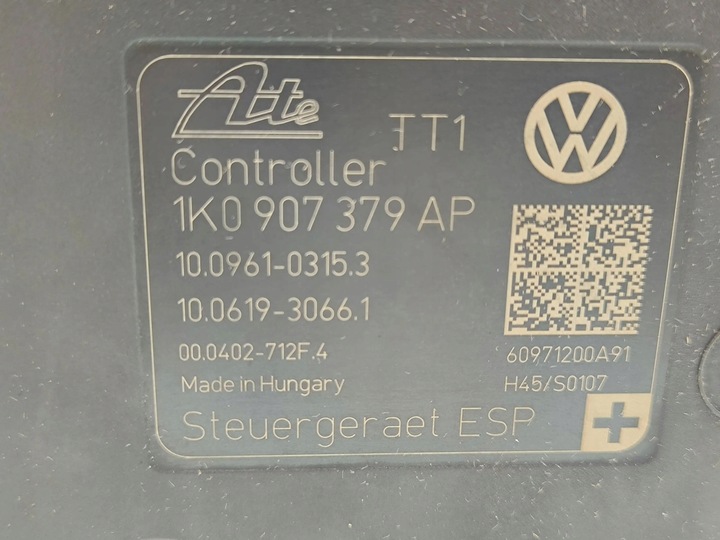 Ate TT1
Controller
1K0 907 379 AP
10.0961-0315.3
10.0619-3066.1
00.0402-712F.4 60971200A91
Made in Hungary H45/S0107
Steuergeraet ESP